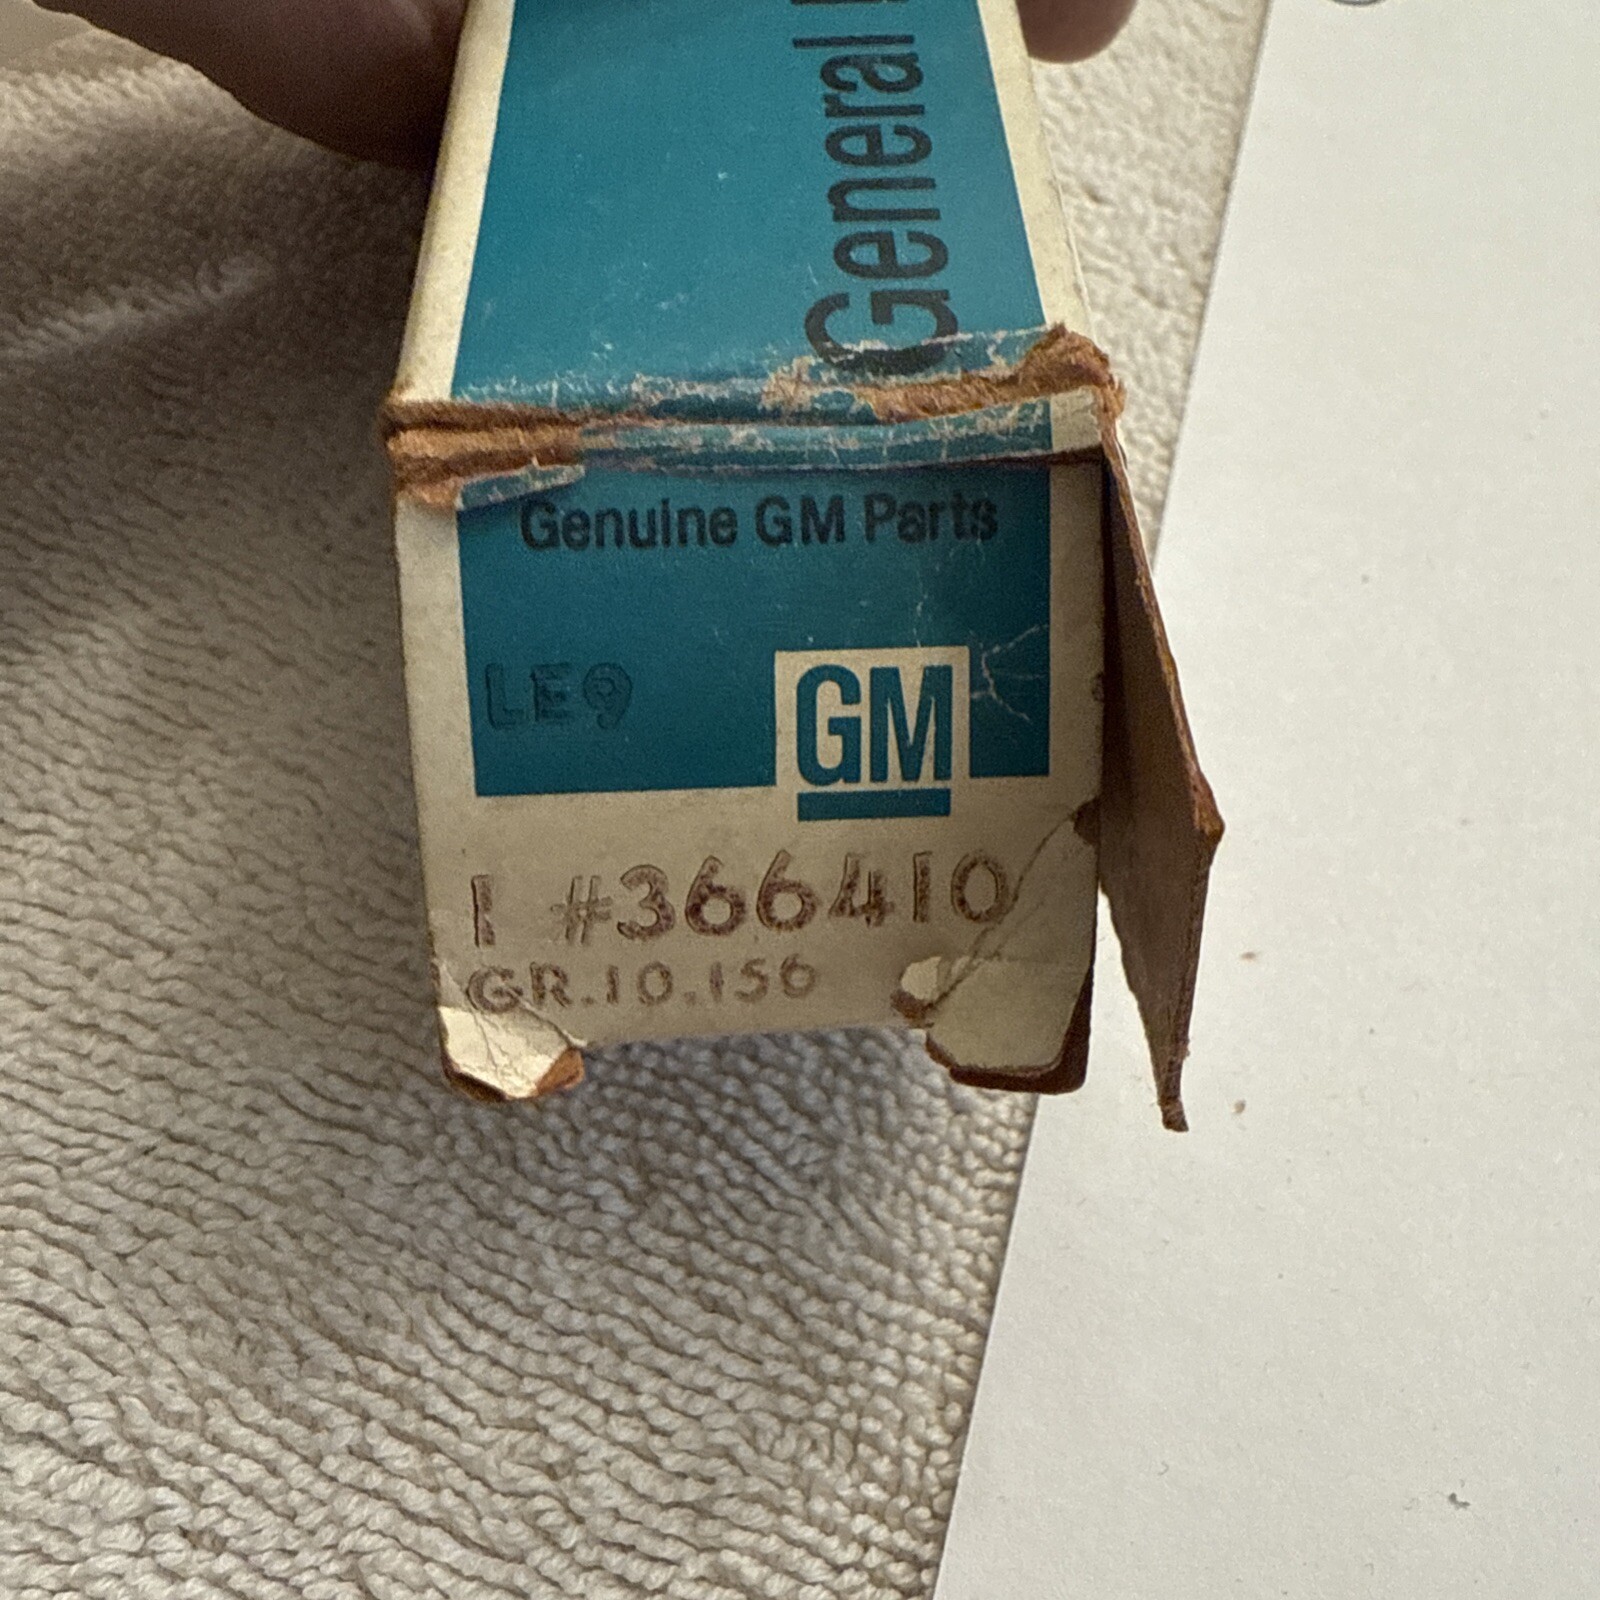 General
Genuine GM Parts
LE9
GM
1 #366410
GR.10.156